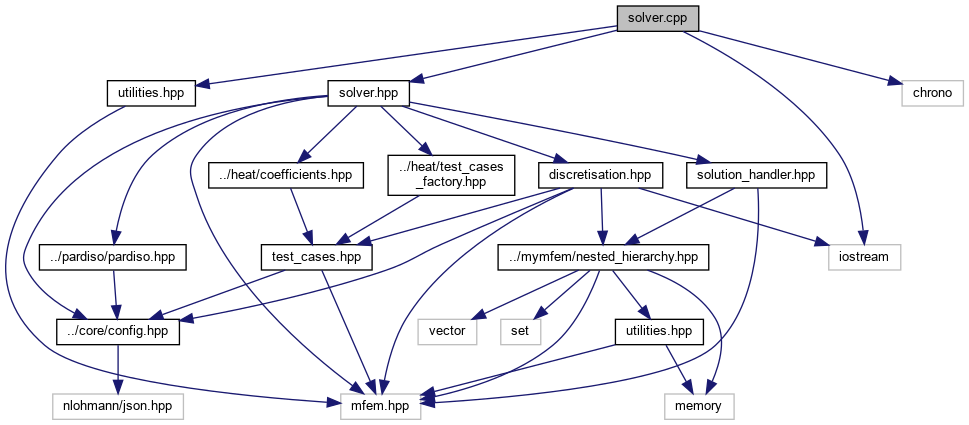 solver.cpp
utilities.hpp
solver.hpp
chrono
../heat/coefficients.hpp
../heat/test_cases
_factory.hpp
discretisation.hpp
solution_handler.hpp
../pardiso/pardiso.hpp
test_cases.hpp
../mymfem/nested_hierarchy.hpp
iostream
../core/config.hpp
vector
set
utilities.hpp
nlohmann/json.hpp
mfem.hpp
memory